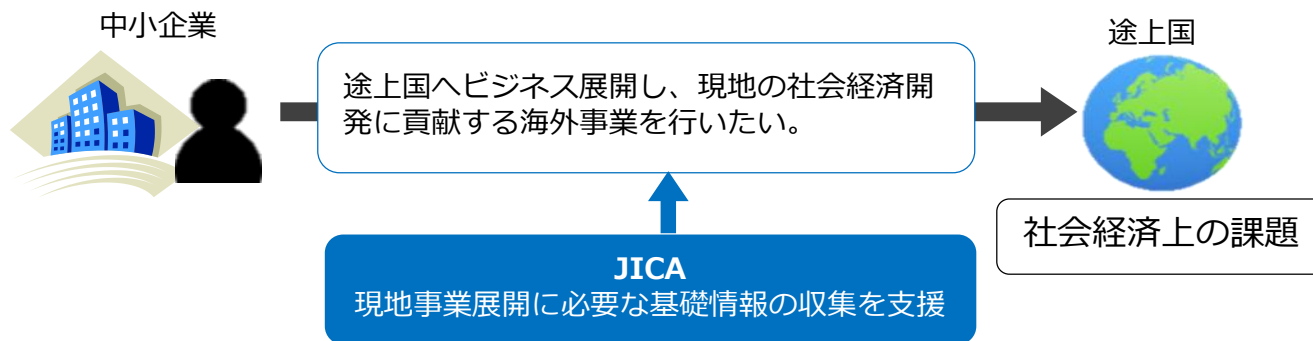 中小企業
途上国
途上国へビジネス展開し、現地の社会経済開
発に貢献する海外事業を行いたい。
社会経済上の課題
JICA
現地事業展開に必要な基礎情報の収集を支援